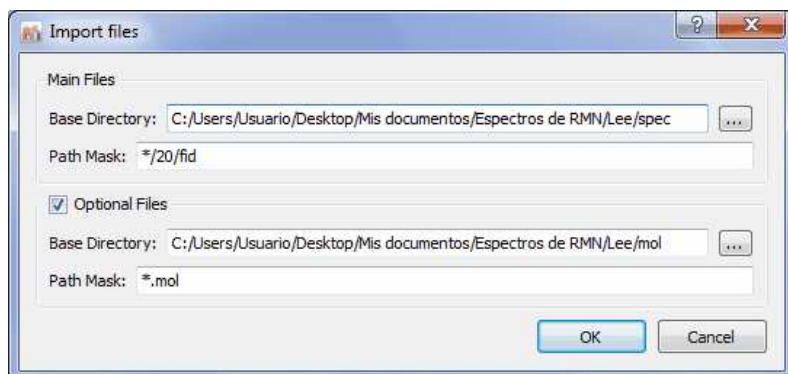 Import files
Main Files
Base Directory: C:/Users/Usuario/Desktop/Mis documentos/Espectros de RMN/Lee/spec ...
Path Mask: */20/fid
Optional Files
Base Directory: C:/Users/Usuario/Desktop/Mis documentos/Espectros de RMN/Lee/mol ...
Path Mask: *.mol
OK Cancel